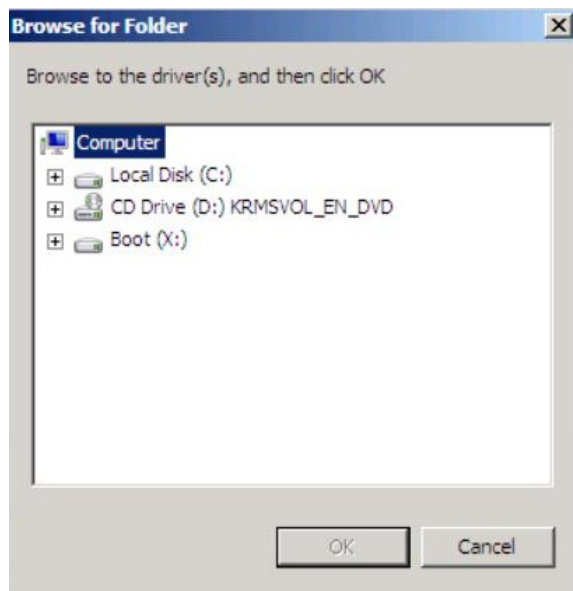 Browse for Folder
Browse to the driver(s), and then click OK
Computer
Local Disk (C:)
CD Drive (D:) KRMSVOL_EN_DVD
Boot (X:)
OK
Cancel